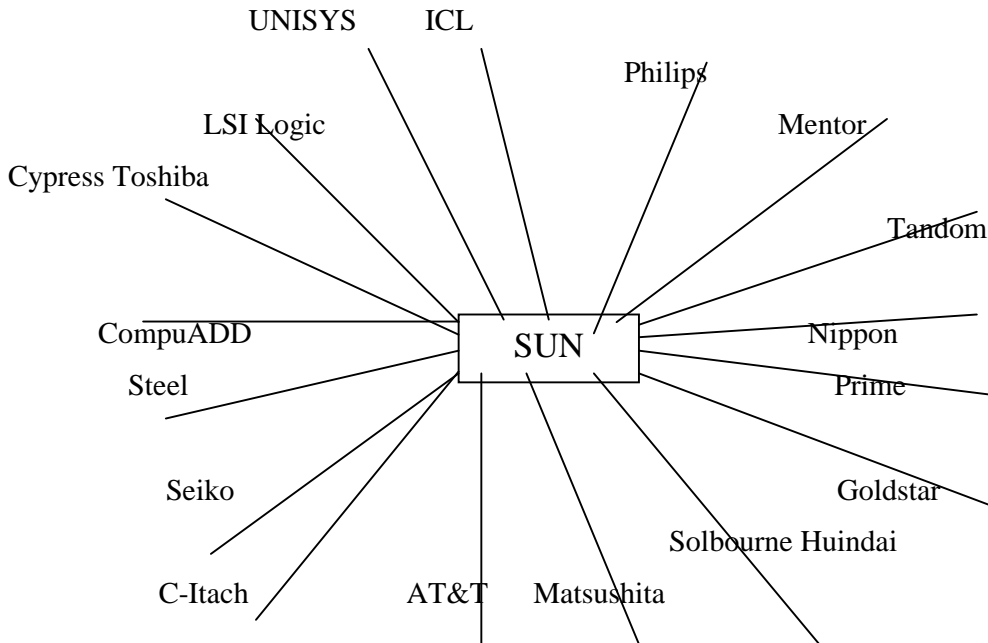 UNISYS ICL
Philips
LSI Logic Mentor
Cypress Toshiba
Tandom
CompuADD SUN Nippon
Steel Prime
Seiko Goldstar
Solbourne Huindai
C-Itach AT&T Matsushita